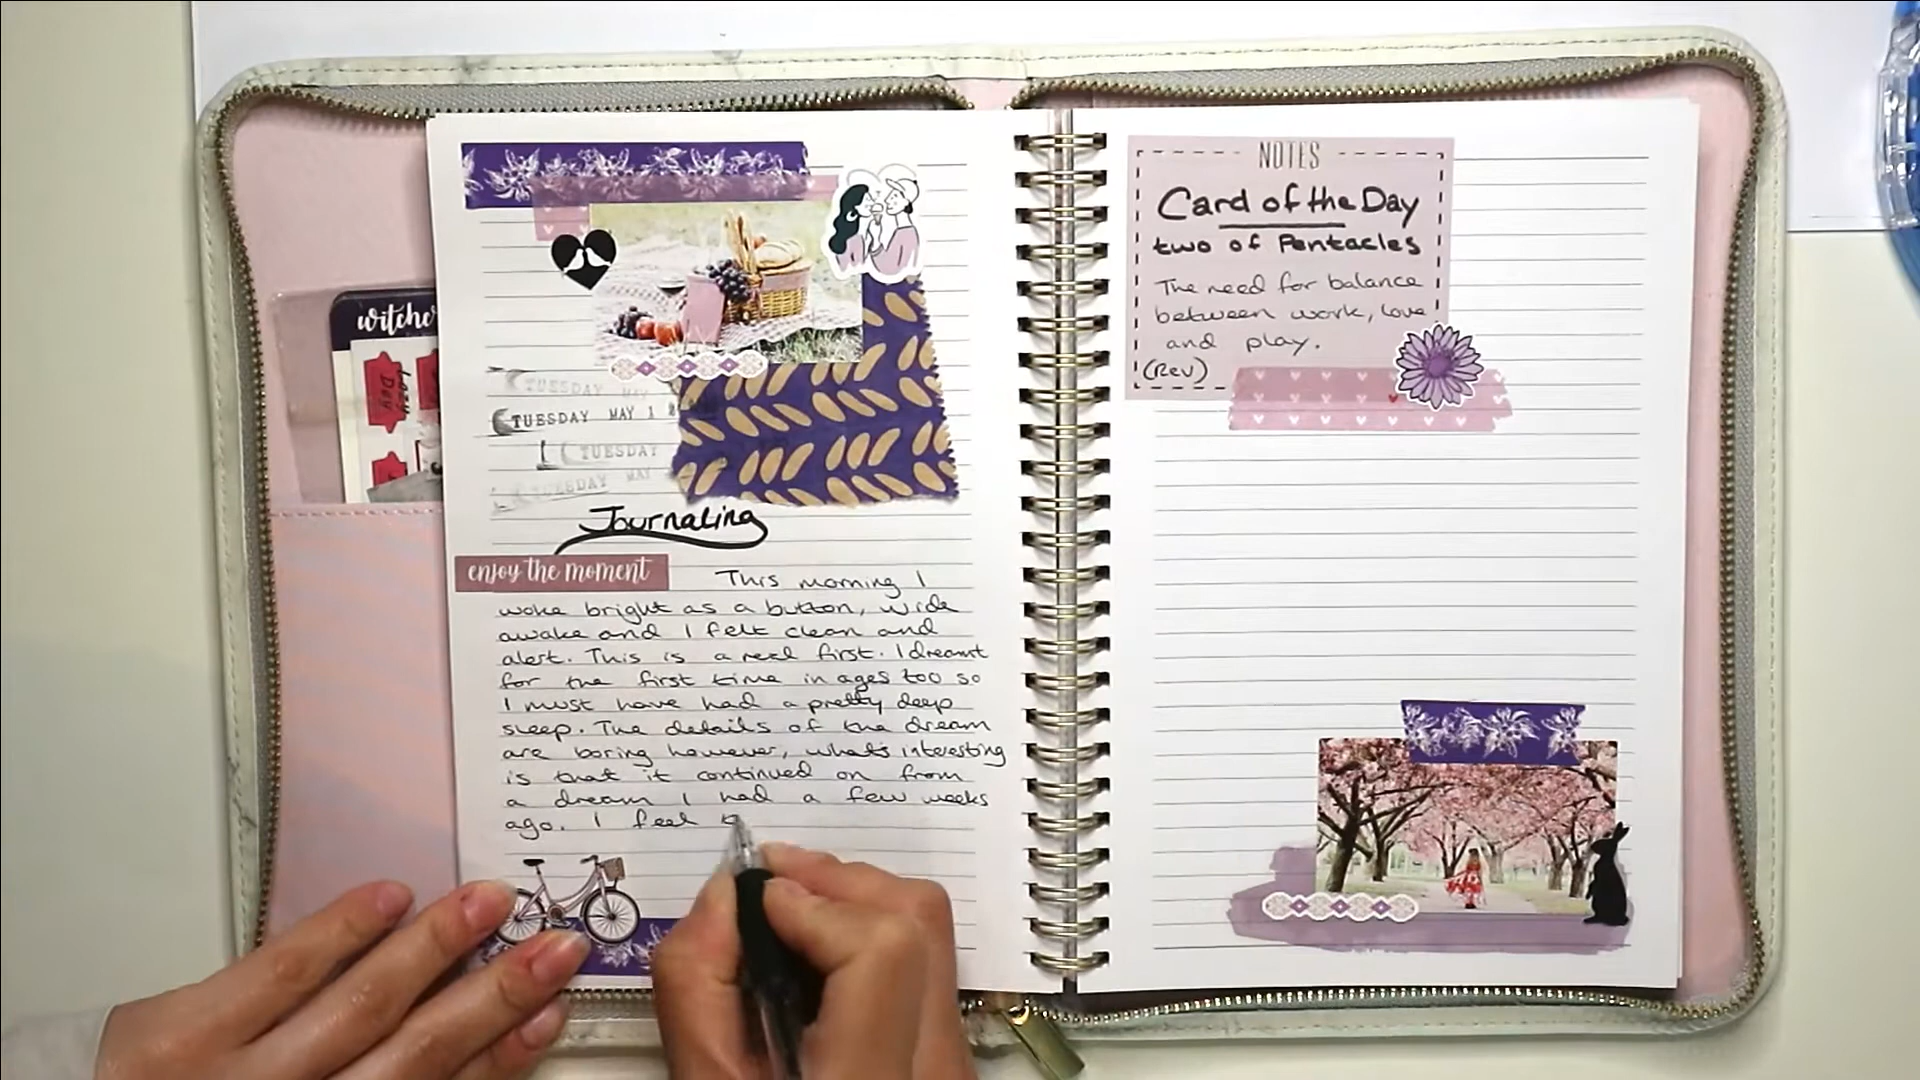 witche
Lazy Day
TUESDAY MAY
TUESDAY MAY 1
TUESDAY
MAY
TUESDAY
Journaling
enjoy the moment
This morning I
woke bright as a button, wide
awake and I felt clean and
alert. This is a real first. I dreamt
for the first time in ages too so
I must have had a pretty deep
sleep. The details of the dream
are boring however, what's interesting
is that it continued on from
a dream I had a few weeks
ago. I feel
NOTES
Card of the Day
two of Pentacles
The need for balance
between work, love
and play.
(Rev)